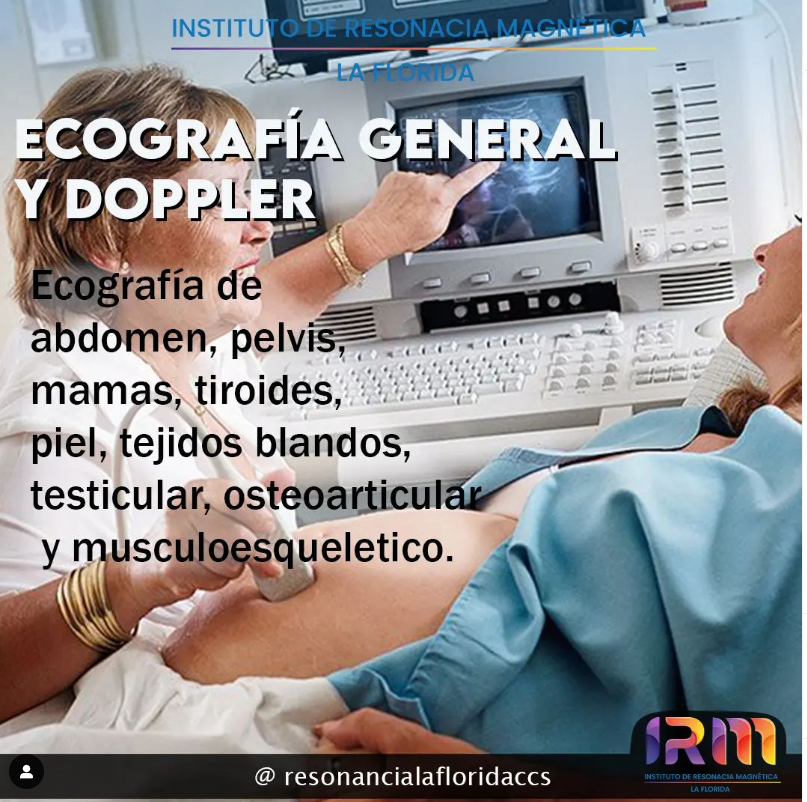 INSTITUTO DE RESONACIA MAGNÉTICA
LA FLORIDA
ECOGRAFÍA GENERAL
Y DOPPLER
Ecografía de
abdomen, pelvis,
mamas, tiroides,
piel, tejidos blandos,
testicular, osteoarticular
y musculoesqueletico.
@ resonancialafloridaccs
IRM
INSTITUTO DE RESONACIA MAGNÉTICA
LA FLORIDA